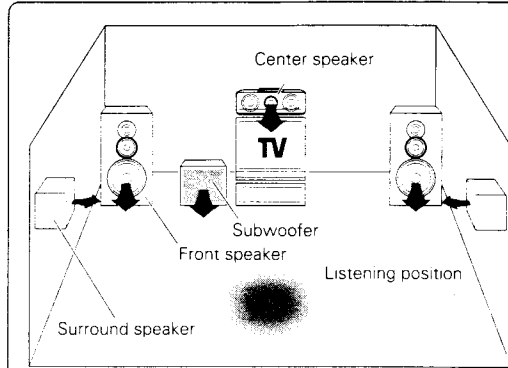 Center speaker
TV
Subwoofer
Front speaker
Listening position
Surround speaker